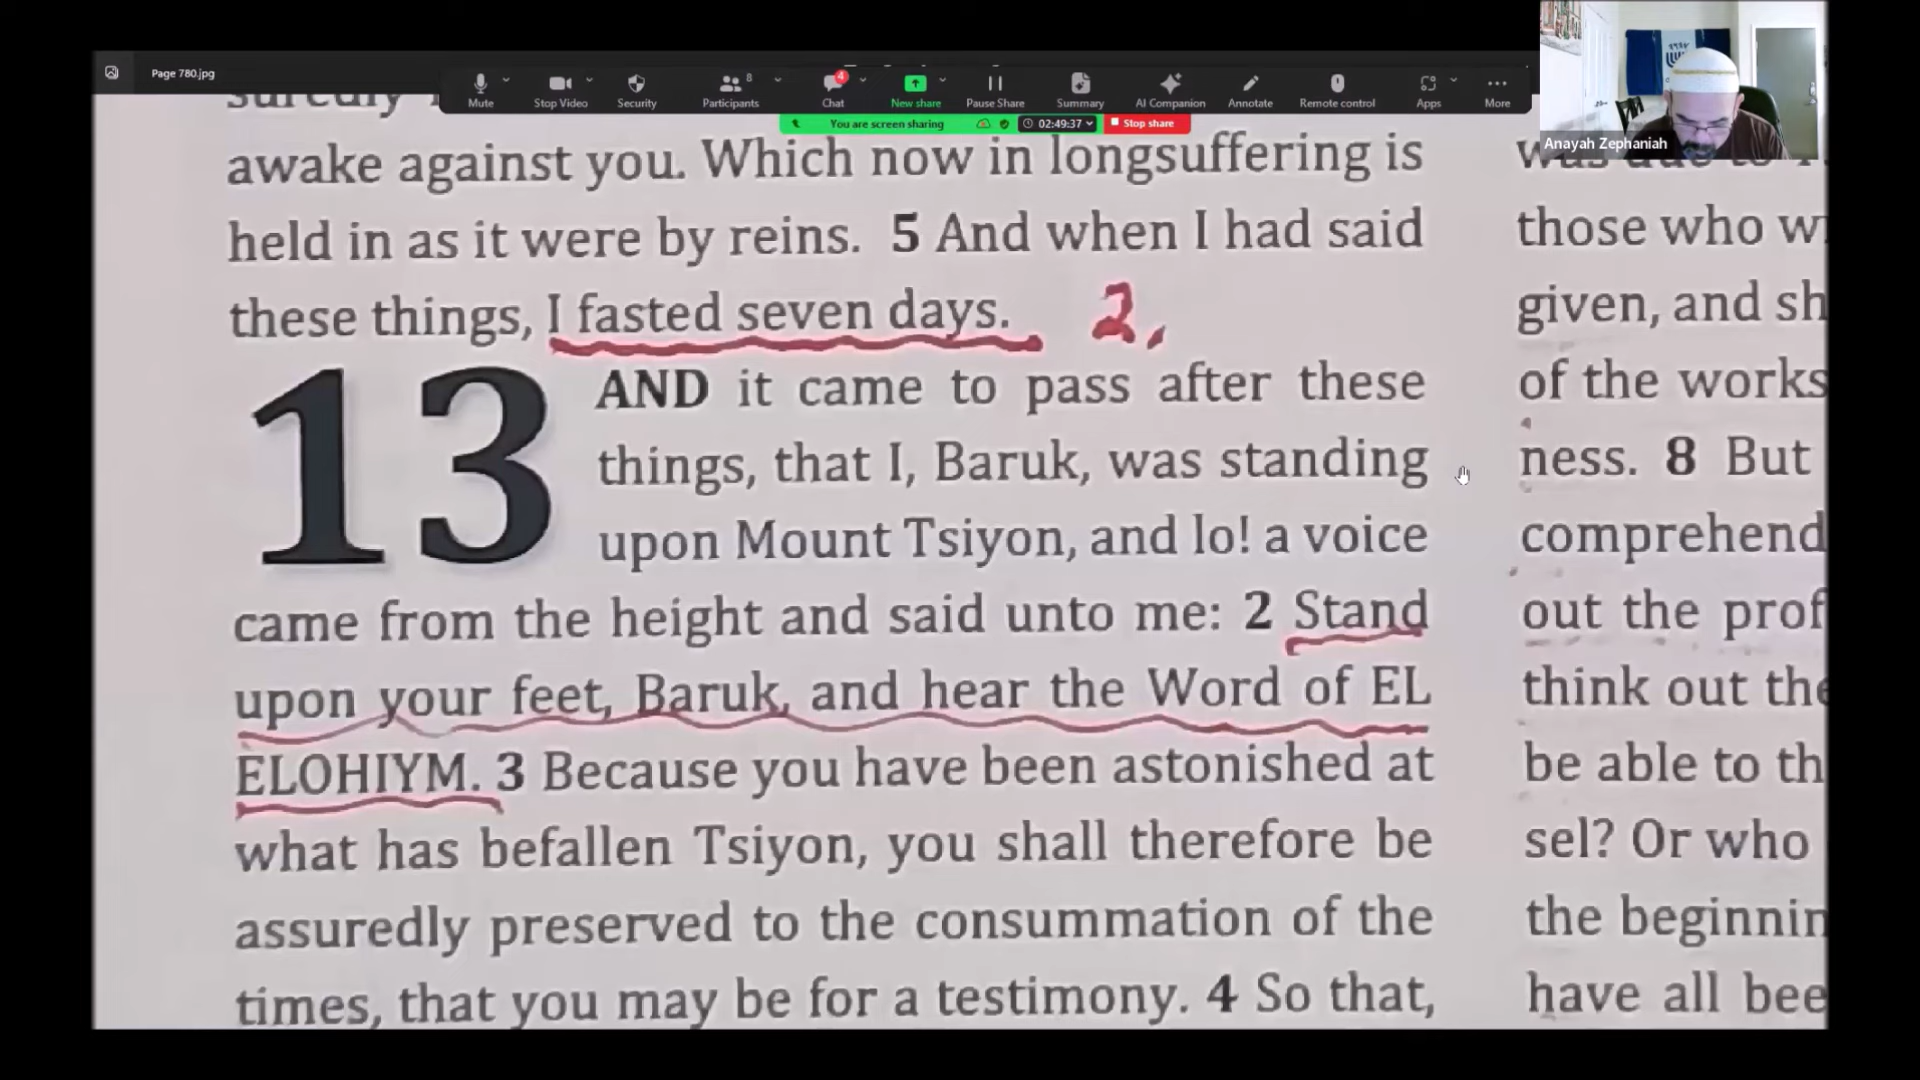 Page 780.jpg
Mute
Stop Video
Security
8
Participants
4
Chat
New share
Pause Share
Summary
AI Companion
Annotate
Remote control
Apps
More
You are screen sharing
02:49:37
Stop share
Anayah Zephaniah
suredly
awake against you. Which now in longsuffering is
held in as it were by reins. 5 And when I had said
these things, I fasted seven days. 2.
13 AND it came to pass after these
things, that I, Baruk, was standing
upon Mount Tsiyon, and lo! a voice
came from the height and said unto me: 2 Stand
upon your feet, Baruk, and hear the Word of EL
ELOHIYM. 3 Because you have been astonished at
what has befallen Tsiyon, you shall therefore be
assuredly preserved to the consummation of the
times, that you may be for a testimony. 4 So that,
was due to
those who
given, and sh
of the works
ness. 8 But
comprehend
out the prof
think out the
be able to th
sel? Or who
the beginnin
have all bee